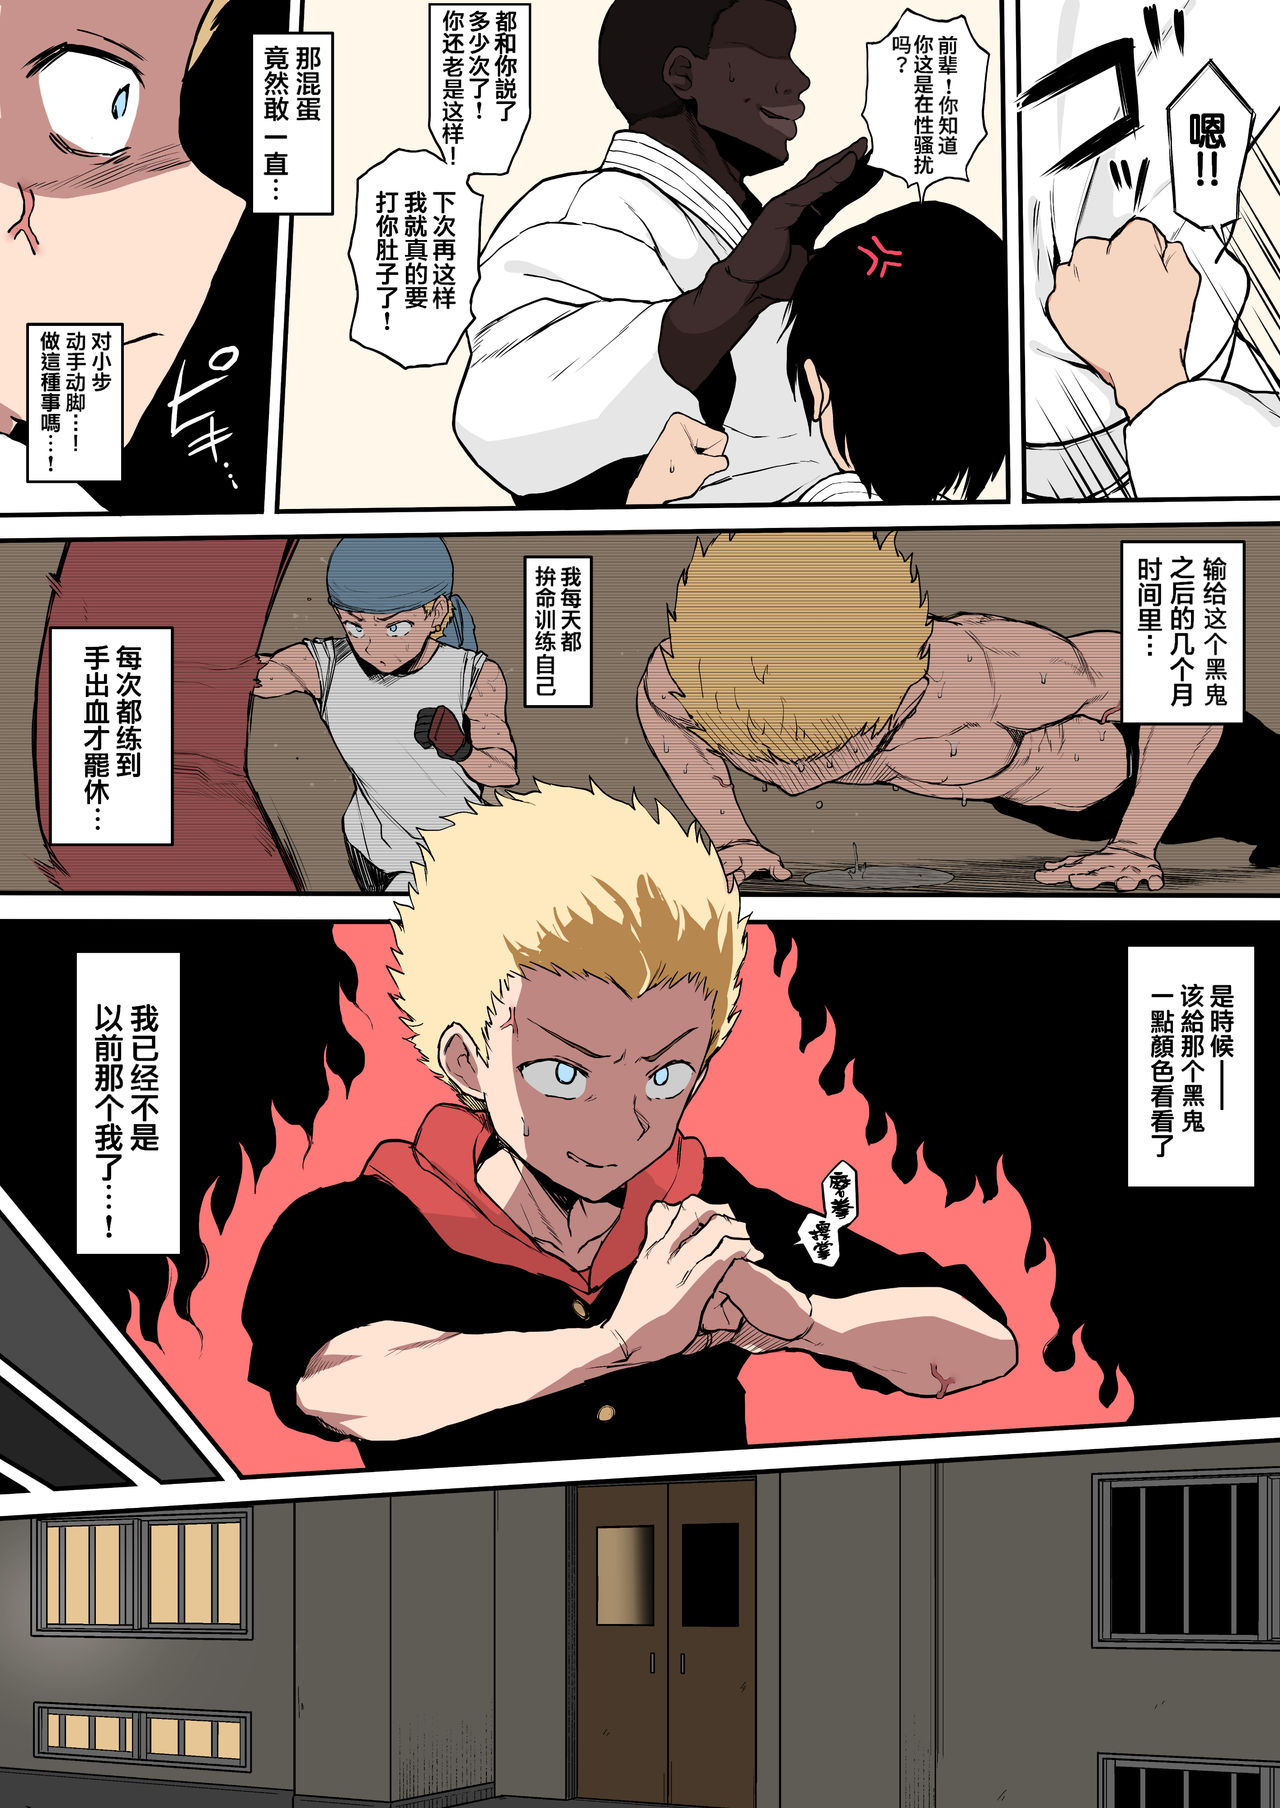 嗯!!
前辈！你知道
你这是在性骚扰
吗？
都和你説了
多少次了！
你还老是这样！
下次再这样
我就真的要
打你肚子了！
那混蛋
竟然敢一直…
对小步
动手动脚…！
做這種事嗎…！
ピキ…
输给这个黑鬼
之后的几个月
时间里…
我每天都
拚命训练自己
每次都练到
手出血才罷休…
是時候——
该給那个黑鬼
一點顏色看看了
磨拳
擦掌
我已经不是
以前那个我了……！